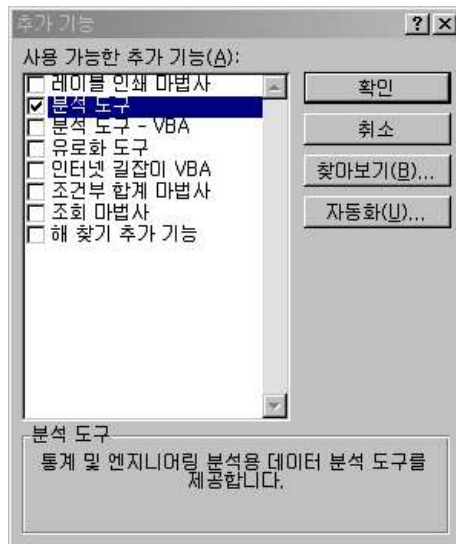 추가 기능
사용 가능한 추가 기능(A):
레이블 인쇄 마법사
분석 도구
분석 도구 - VBA
유로화 도구
인터넷 길잡이 VBA
조건부 합계 마법사
조회 마법사
해 찾기 추가 기능
확인
취소
찾아보기(B)...
자동화(U)...
분석 도구
통계 및 엔지니어링 분석용 데이터 분석 도구를
제공합니다.